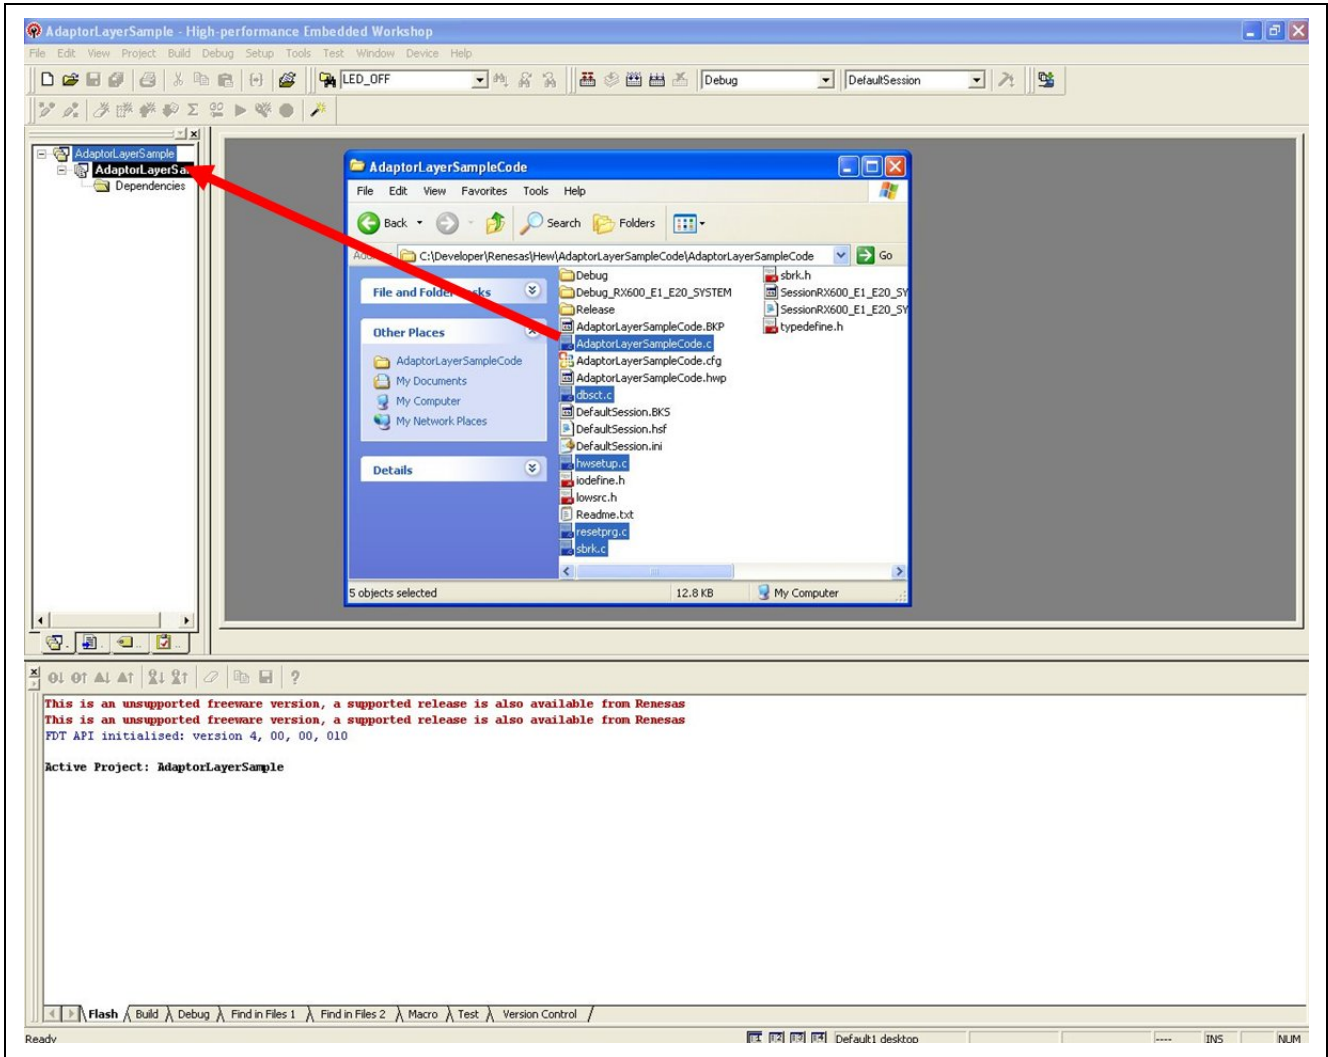 AdaptorLayerSample - High-performance Embedded Workshop
File Edit View Project Build Debug Setup Tools Test Window Device Help
LED_OFF Debug DefaultSession
AdaptorLayerSample
AdaptorLayerSa
Dependencies
AdaptorLayerSampleCode
File Edit View Favorites Tools Help
Back Search Folders
C:\Developer\Renesas\Hew\AdaptorLayerSampleCode\AdaptorLayerSampleCode Go
File and Folder
Other Places
AdaptorLayerSampleCode
My Documents
My Computer
My Network Places
Details
Debug
Debug_RX600_E1_E20_SYSTEM
Release
AdaptorLayerSampleCode.BKP
AdaptorLayerSampleCode.c
AdaptorLayerSampleCode.cfg
AdaptorLayerSampleCode.hwp
dbsct.c
DefaultSession.BKS
DefaultSession.hsf
DefaultSession.ini
hwsetup.c
iodefine.h
lowsrc.h
Readme.txt
resetprg.c
sbrk.c
sbrk.h
SessionRX600_E1_E20_SY
SessionRX600_E1_E20_SY
typedefine.h
5 objects selected 12.8 KB My Computer
This is an unsupported freeware version, a supported release is also available from Renesas
This is an unsupported freeware version, a supported release is also available from Renesas
FDT API initialised: version 4, 00, 00, 010
Active Project: AdaptorLayerSample
Flash Build Debug Find in Files 1 Find in Files 2 Macro Test Version Control
Ready Default1 desktop ---- INS NUM